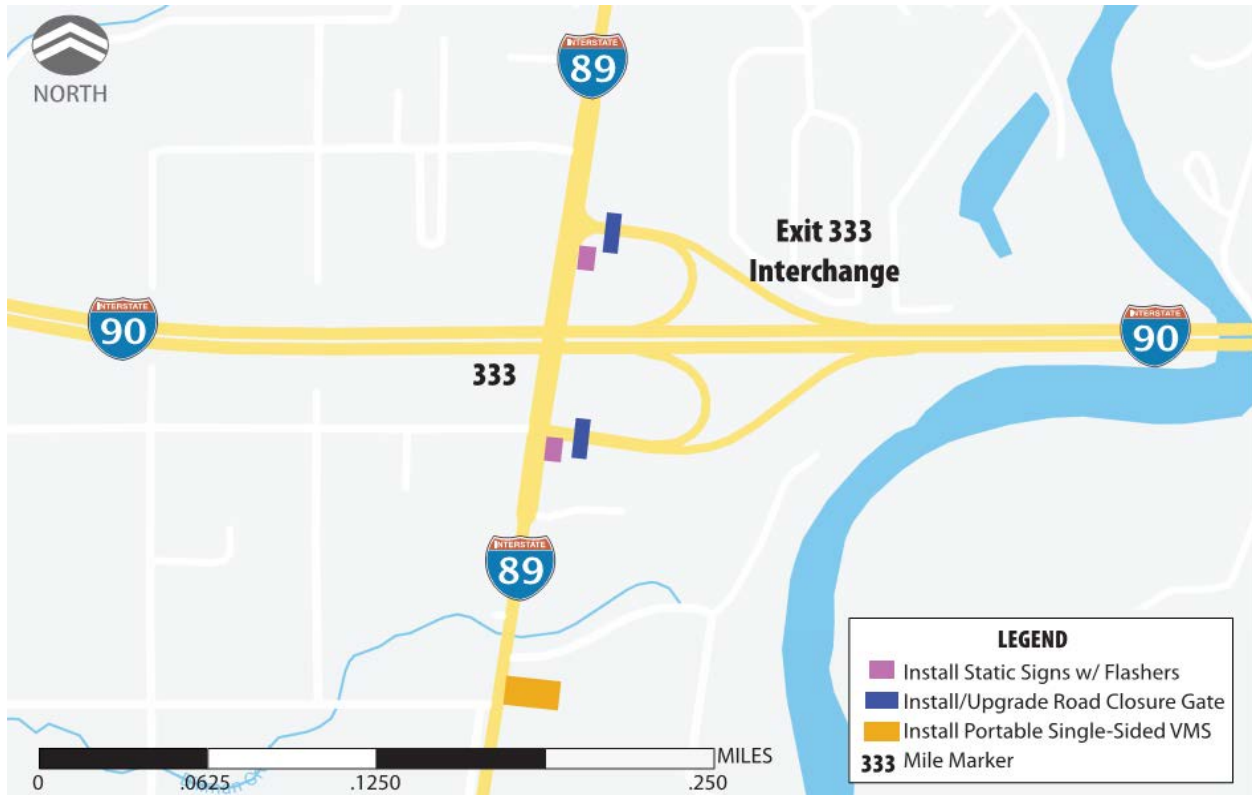 NORTH
INTERSTATE
89
Exit 333
Interchange
INTERSTATE
90
INTERSTATE
90
333
INTERSTATE
89
LEGEND
Install Static Signs w/ Flashers
Install/Upgrade Road Closure Gate
Install Portable Single-Sided VMS
333 Mile Marker
MILES
0 .0625 .1250 .250